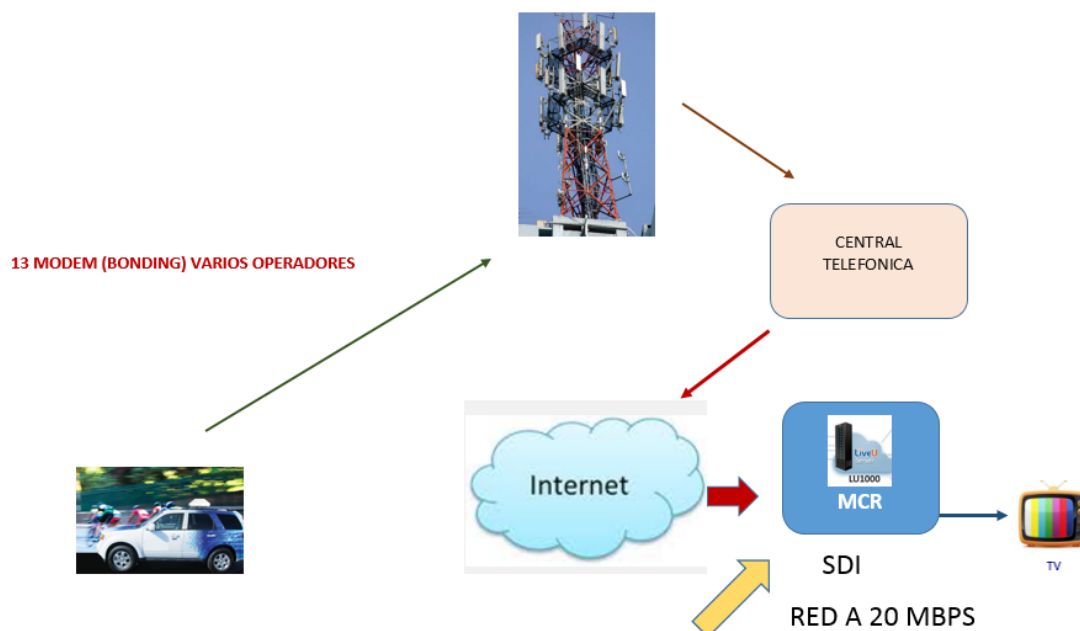 CENTRAL
TELEFONICA
13 MODEM (BONDING) VARIOS OPERADORES
Internet
LiveU
LU1000
MCR
TV
SDI
RED A 20 MBPS